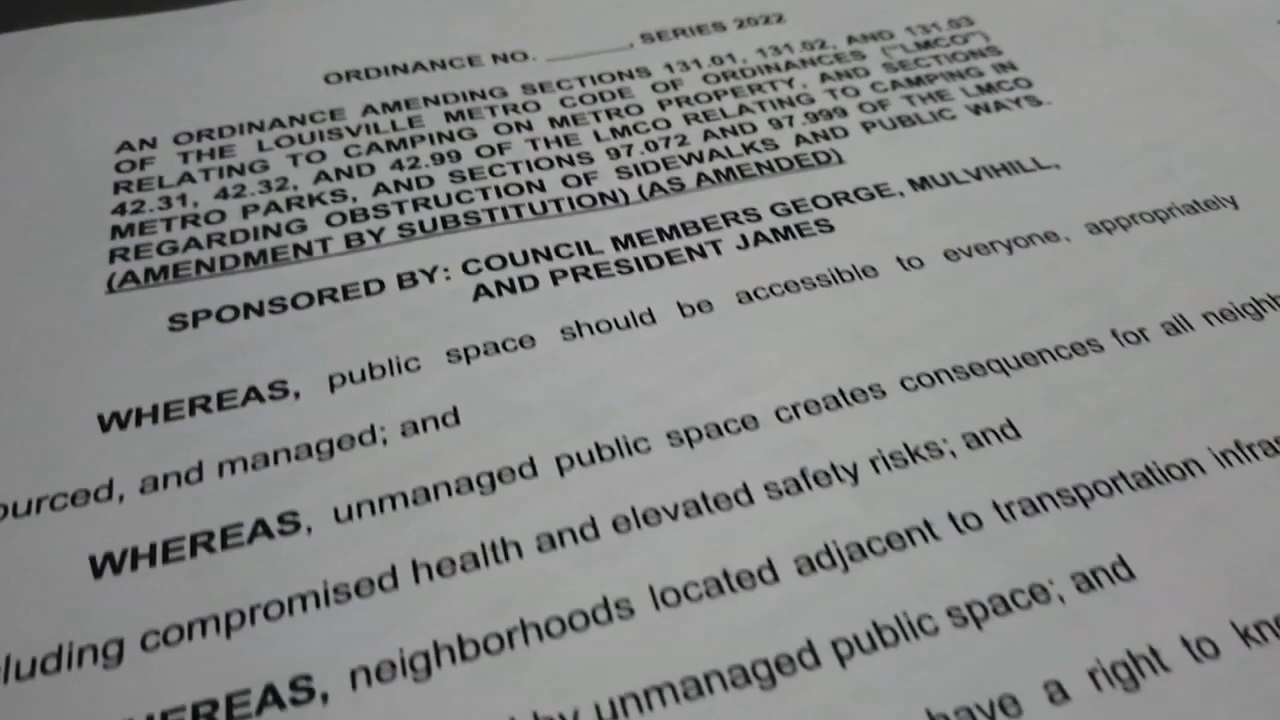 ORDINANCE NO. ______, SERIES 2022
AN ORDINANCE AMENDING SECTIONS 131.01, 131.02, AND 131.03
OF THE LOUISVILLE METRO CODE OF ORDINANCES ("LMCO")
RELATING TO CAMPING ON METRO PROPERTY, AND SECTIONS
42.31, 42.32, AND 42.99 OF THE LMCO RELATING TO CAMPING IN
METRO PARKS, AND SECTIONS 97.072 AND 97.999 OF THE LMCO
REGARDING OBSTRUCTION OF SIDEWALKS AND PUBLIC WAYS.
(AMENDMENT BY SUBSTITUTION) (AS AMENDED)
SPONSORED BY: COUNCIL MEMBERS GEORGE, MULVIHILL,
AND PRESIDENT JAMES
WHEREAS, public space should be accessible to everyone, appropriately
ourced, and managed; and
WHEREAS, unmanaged public space creates consequences for all neighb
luding compromised health and elevated safety risks; and
EREAS, neighborhoods located adjacent to transportation infra
by unmanaged public space; and
have a right to kno